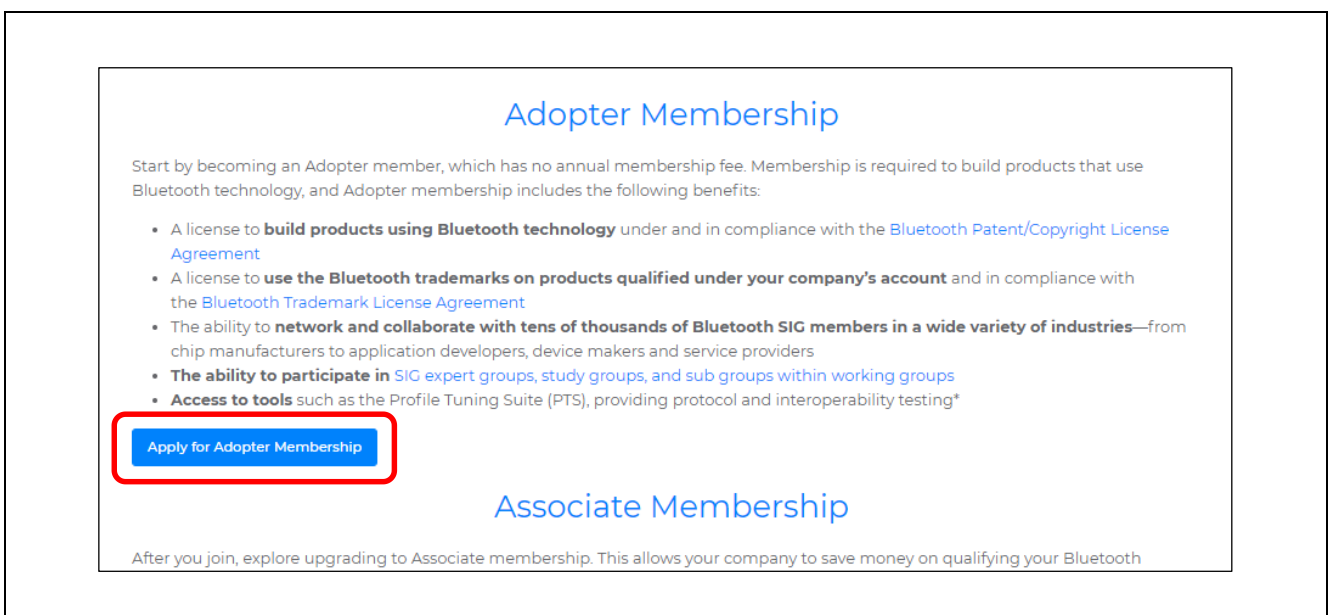 Adopter Membership
Start by becoming an Adopter member, which has no annual membership fee. Membership is required to build products that use
Bluetooth technology, and Adopter membership includes the following benefits:
• A license to build products using Bluetooth technology under and in compliance with the Bluetooth Patent/Copyright License
Agreement
• A license to use the Bluetooth trademarks on products qualified under your company's account and in compliance with
the Bluetooth Trademark License Agreement
• The ability to network and collaborate with tens of thousands of Bluetooth SIG members in a wide variety of industries—from
chip manufacturers to application developers, device makers and service providers
• The ability to participate in SIG expert groups, study groups, and sub groups within working groups
• Access to tools such as the Profile Tuning Suite (PTS), providing protocol and interoperability testing*
Apply for Adopter Membership
Associate Membership
After you join, explore upgrading to Associate membership. This allows your company to save money on qualifying your Bluetooth